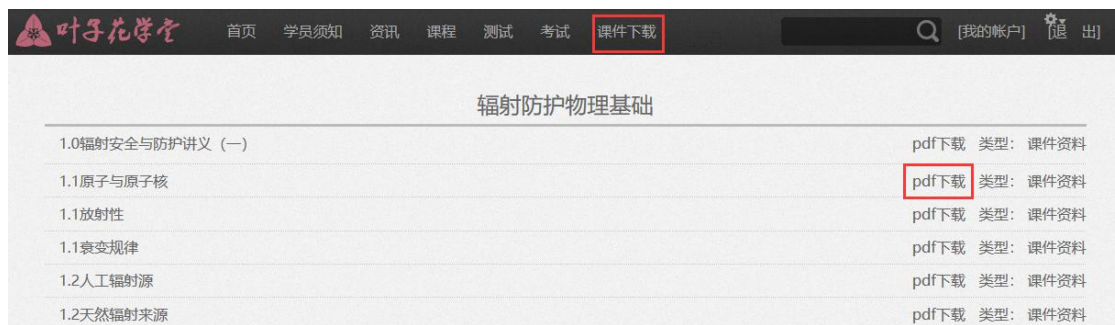 叶子花学堂 首页 学员须知 资讯 课程 测试 考试 课件下载 [我的帐户] [退 出]
辐射防护物理基础
1.0辐射安全与防护讲义（一） pdf下载 类型： 课件资料
1.1原子与原子核 pdf下载 类型： 课件资料
1.1放射性 pdf下载 类型： 课件资料
1.1衰变规律 pdf下载 类型： 课件资料
1.2人工辐射源 pdf下载 类型： 课件资料
1.2天然辐射来源 pdf下载 类型： 课件资料